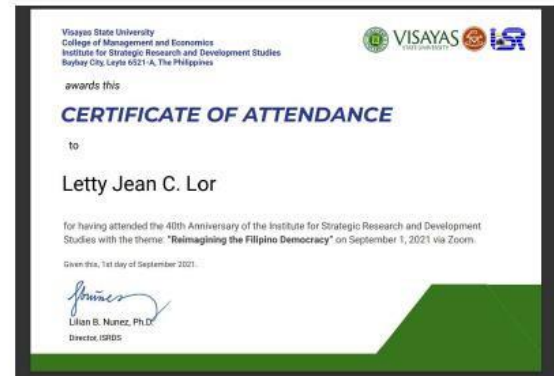 Visayas State University
College of Management and Economics
Institute for Strategic Research and Development Studies
Baybay City, Leyte 6521-A, The Philippines
VISAYAS
STATE UNIVERSITY
awards this
CERTIFICATE OF ATTENDANCE
to
Letty Jean C. Lor
for having attended the 40th Anniversary of the Institute for Strategic Research and Development
Studies with the theme: "Reimagining the Filipino Democracy" on September 1, 2021 via Zoom.
Given this, 1st day of September 2021.
Lilian B. Nunez, Ph.D.
Director, ISRDS